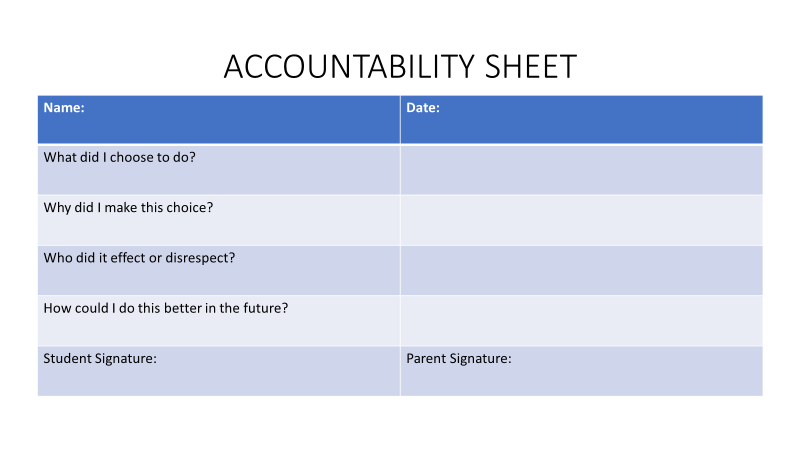 ACCOUNTABILITY SHEET
Name:
Date:
What did I choose to do?
Why did I make this choice?
Who did it effect or disrespect?
How could I do this better in the future?
Student Signature:
Parent Signature: